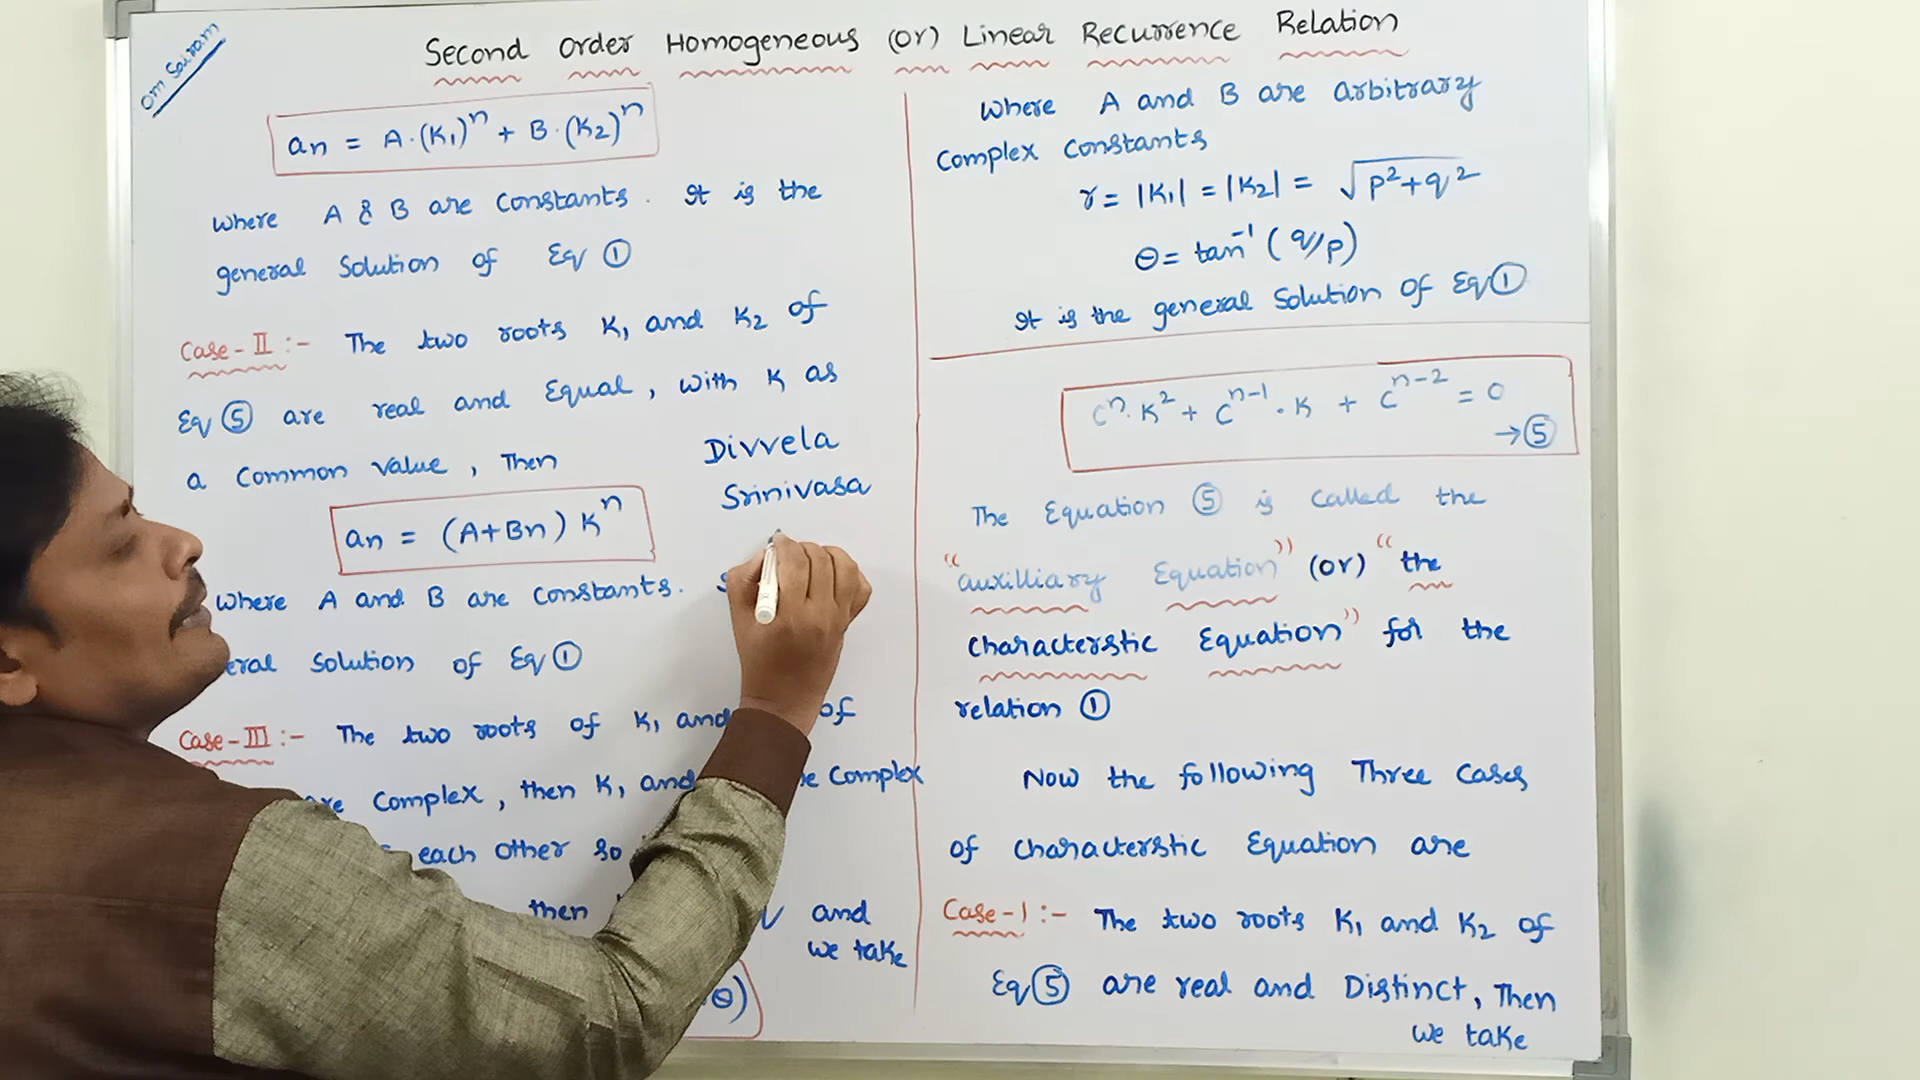 Om Sairam
Second Order Homogeneous (or) Linear Recurrence Relation
an = A·(K₁)ⁿ + B·(K₂)ⁿ
Where A & B are Constants. It is the
general Solution of Eq ①
Case-II :- The two roots K₁ and K₂ of
Eq ⑤ are real and Equal, with K as
a Common Value, Then
an = (A+Bn) Kⁿ
Where A and B are Constants.
eral Solution of Eq ①
Case-III :- The two roots of K₁ and of
are Complex, then K₁ and Complex
each other so
then and
we take
θ)
Divvela
Srinivasa
Where A and B are arbitrary
Complex Constants
r = |K₁| = |K₂| = √p²+q²
θ = tan⁻¹ (q/p)
It is the general Solution of Eq ①
Cⁿ·K² + Cⁿ⁻¹·K + Cⁿ⁻² = 0
→⑤
The Equation ⑤ is Called the
"auxilliary Equation" (or) "the
Characterstic Equation" for the
relation ①
Now the following Three Cases
of Characterstic Equation are
Case-I :- The two roots K₁ and K₂ of
Eq ⑤ are real and Distinct, Then
we take